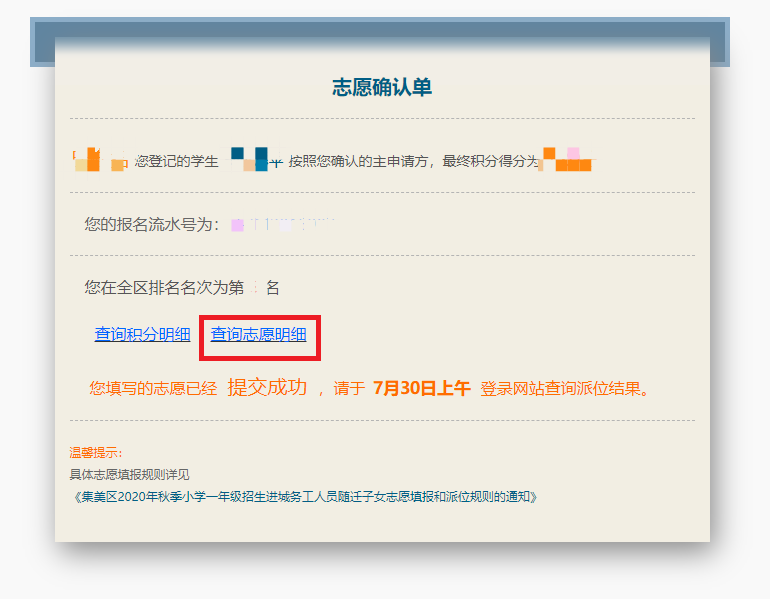 志愿确认单
您登记的学生 按照您确认的主申请方，最终积分得分为
您的报名流水号为：
您在全区排名名次为第 名
查询积分明细 查询志愿明细
您填写的志愿已经 提交成功 ，请于 7月30日上午 登录网站查询派位结果。
温馨提示：
具体志愿填报规则详见
《集美区2020年秋季小学一年级招生进城务工人员随迁子女志愿填报和派位规则的通知》